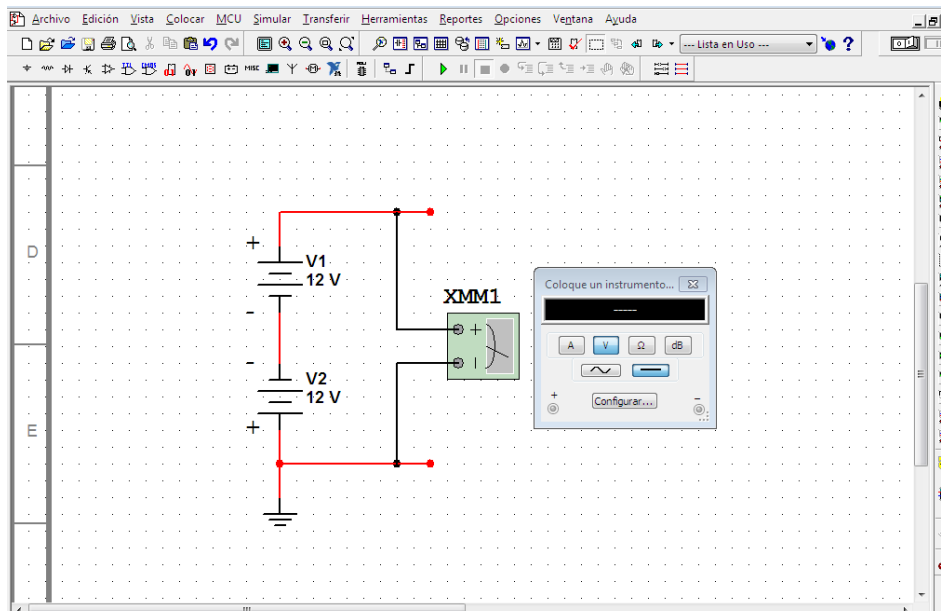 Archivo Edición Vista Colocar MCU Simular Transferir Herramientas Reportes Opciones Ventana Ayuda
--- Lista en Uso ---
MISC
D
+
V1
12 V
-
-
V2
12 V
+
E
XMM1
+
Coloque un instrumento...
-----
A V Ω dB
+ Configurar... -